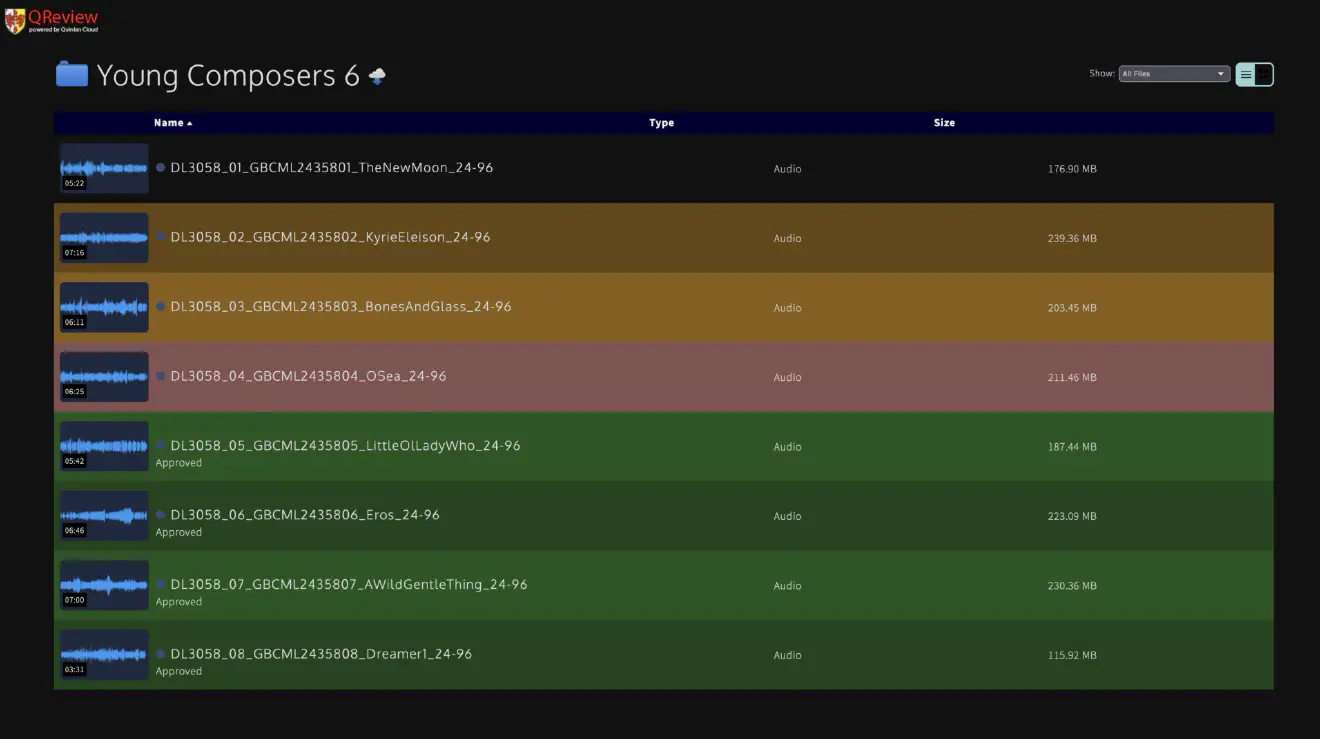 QReview
powered by Quinlan Cloud
Young Composers 6
Show: All Files
Name Type Size
05:22
DL3058_01_GBCML2435801_TheNewMoon_24-96 Audio 176.90 MB
07:16
DL3058_02_GBCML2435802_KyrieEleison_24-96 Audio 239.36 MB
06:11
DL3058_03_GBCML2435803_BonesAndGlass_24-96 Audio 203.45 MB
06:25
DL3058_04_GBCML2435804_OSea_24-96 Audio 211.46 MB
05:42
DL3058_05_GBCML2435805_LittleOlLadyWho_24-96 Audio 187.44 MB
Approved
06:46
DL3058_06_GBCML2435806_Eros_24-96 Audio 223.09 MB
Approved
07:00
DL3058_07_GBCML2435807_AWildGentleThing_24-96 Audio 230.36 MB
Approved
03:31
DL3058_08_GBCML2435808_Dreamer1_24-96 Audio 115.92 MB
Approved